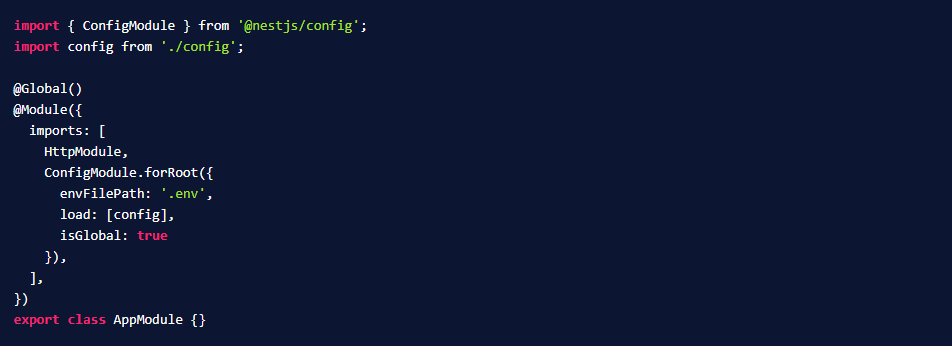 import { ConfigModule } from '@nestjs/config';
import config from './config';

@Global()
@Module({
  imports: [
    HttpModule,
    ConfigModule.forRoot({
      envFilePath: '.env',
      load: [config],
      isGlobal: true
    }),
  ],
})
export class AppModule {}